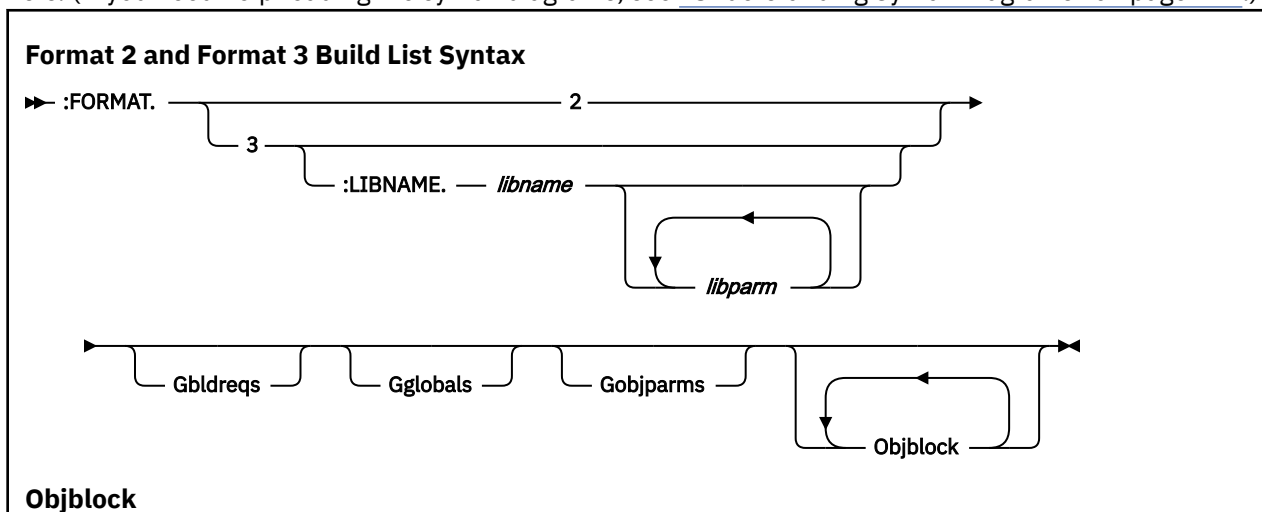 Format 2 and Format 3 Build List Syntax
:FORMAT. 2
3
:LIBNAME. libname
libparm
Gbldreqs Gglobals Gobjparms
Objblock
Objblock